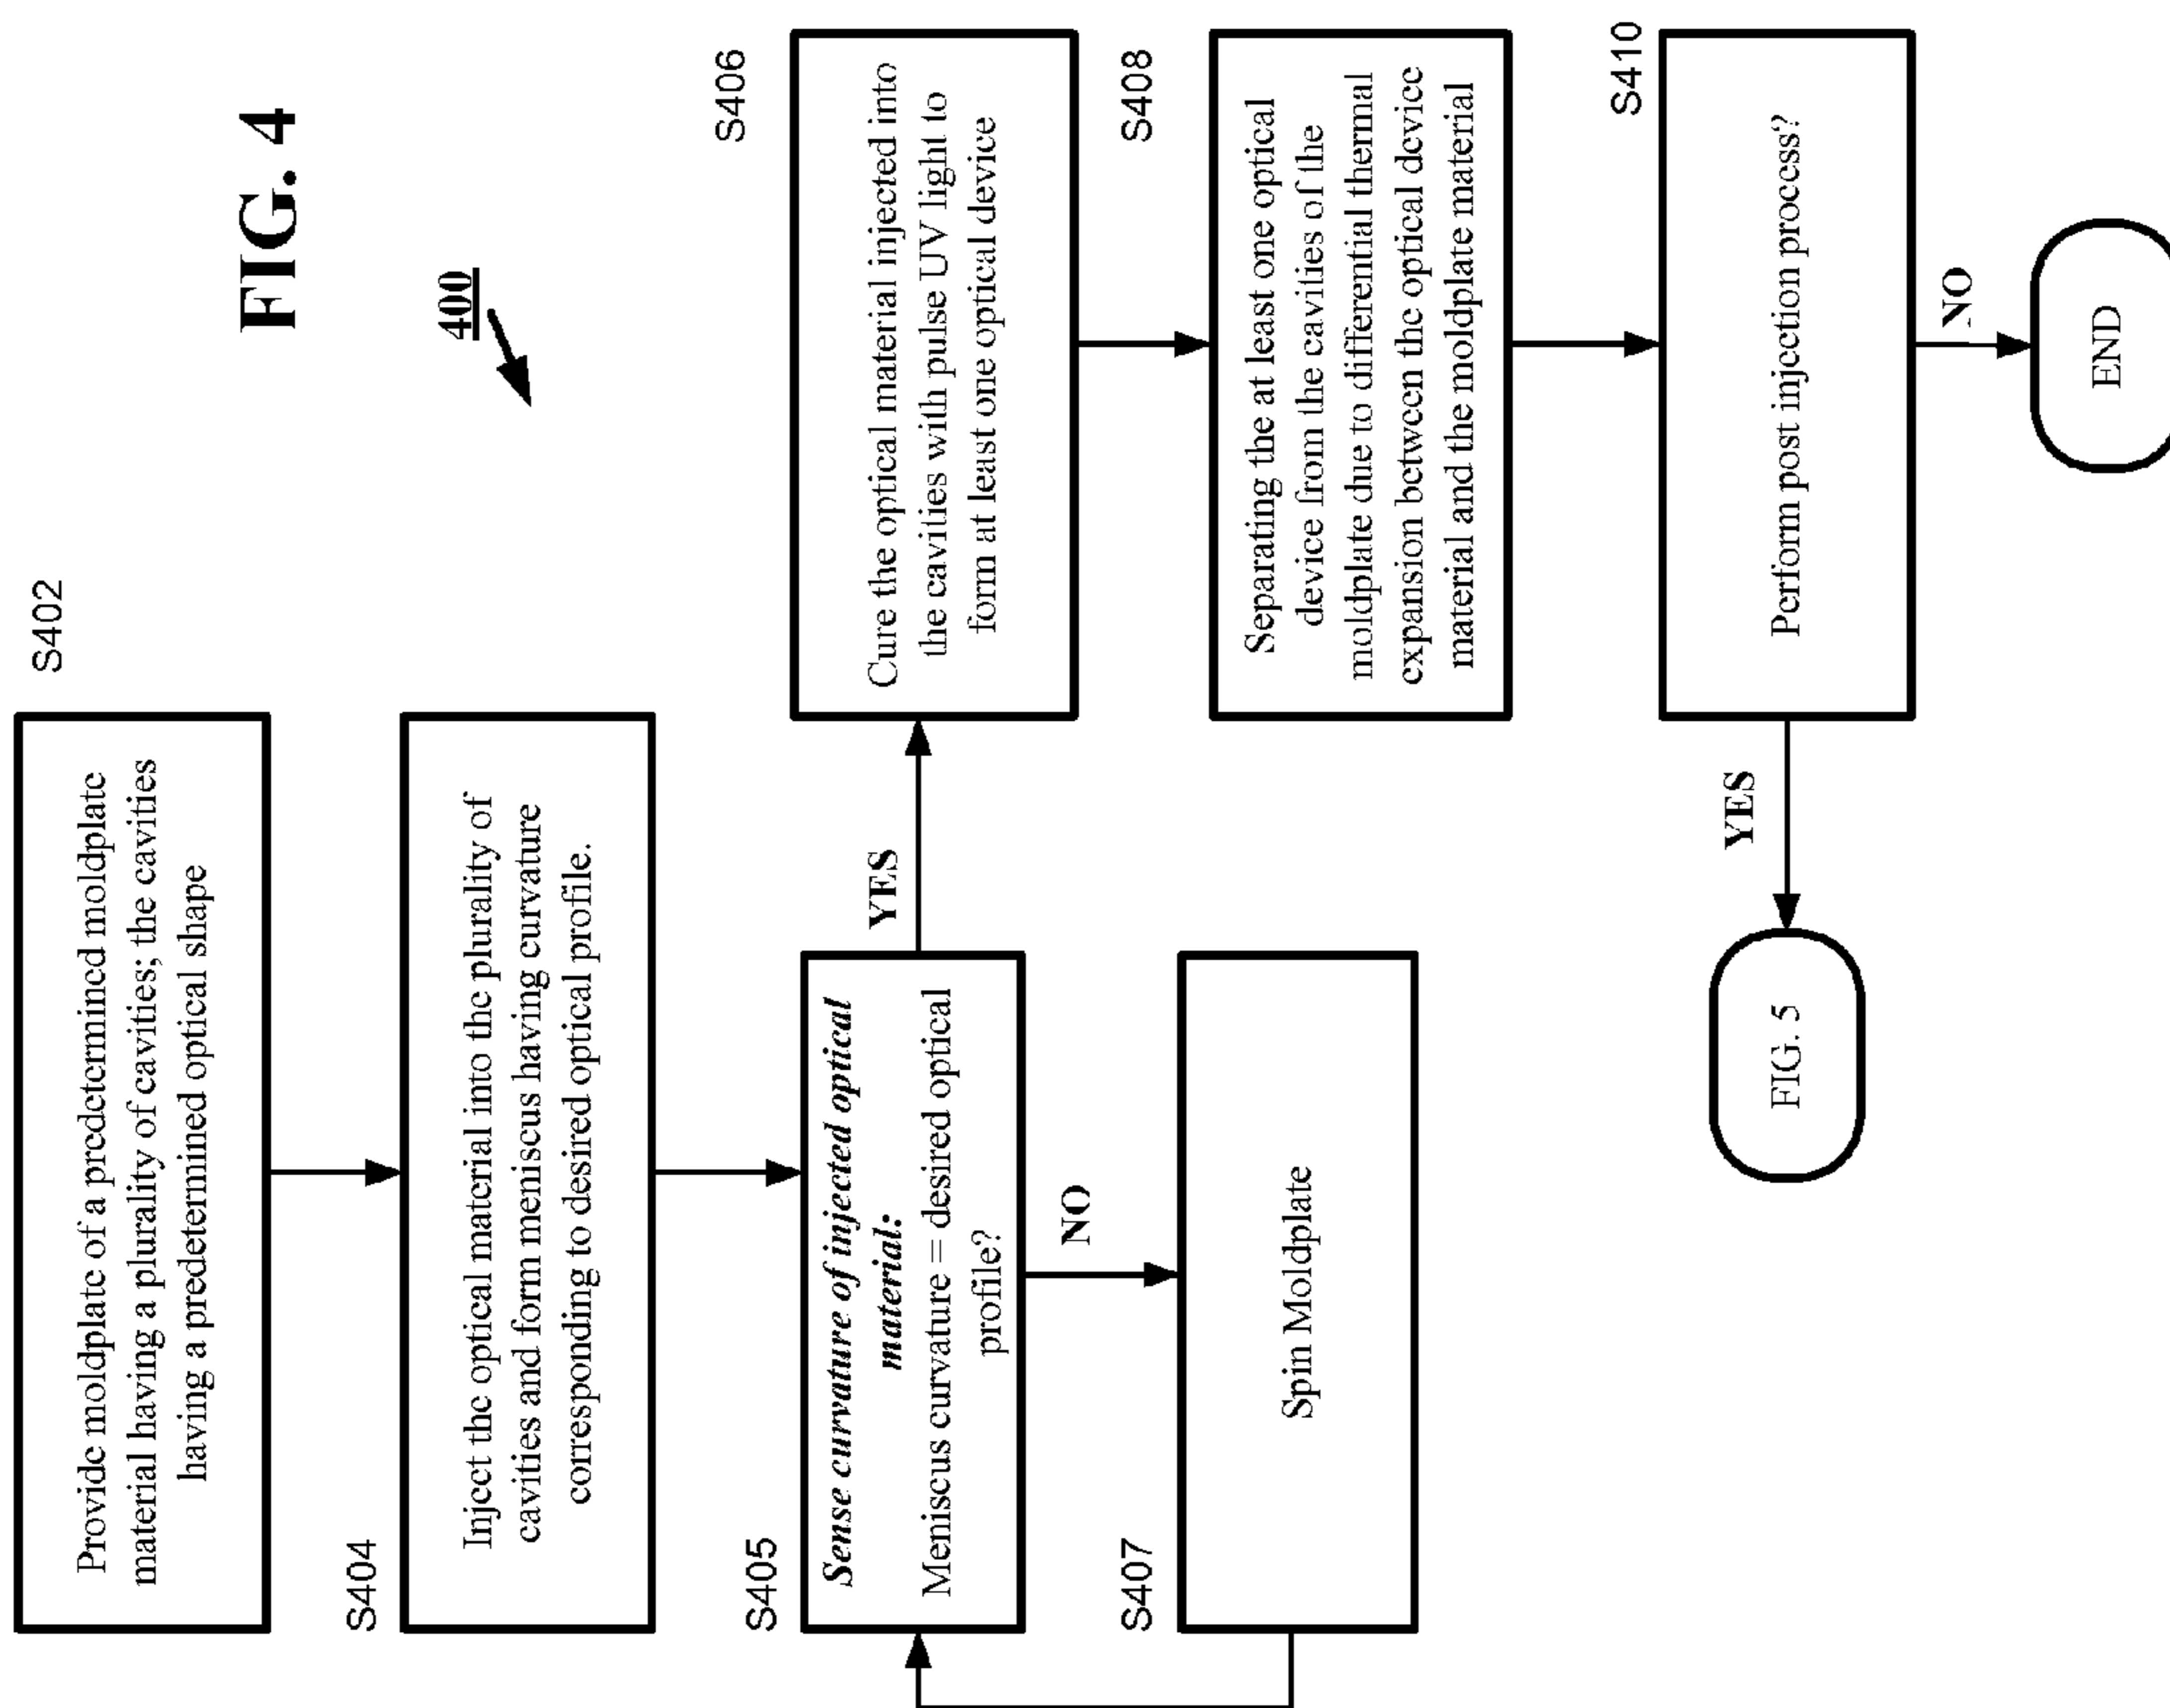 FIG. 4
400
S402
Provide moldplate of a predetermined moldplate
material having a plurality of cavities; the cavities
having a predetermined optical shape
S404
Inject the optical material into the plurality of
cavities and form meniscus having curvature
corresponding to desired optical profile.
S405
Sense curvature of injected optical
material:
Meniscus curvature = desired optical
profile?
YES
NO
S407
Spin Moldplate
S406
Cure the optical material injected into
the cavities with pulse UV light to
form at least one optical device
S408
Separating the at least one optical
device from the cavities of the
moldplate due to differential thermal
expansion between the optical device
material and the moldplate material
S410
Perform post injection process?
YES
FIG. 5
NO
END